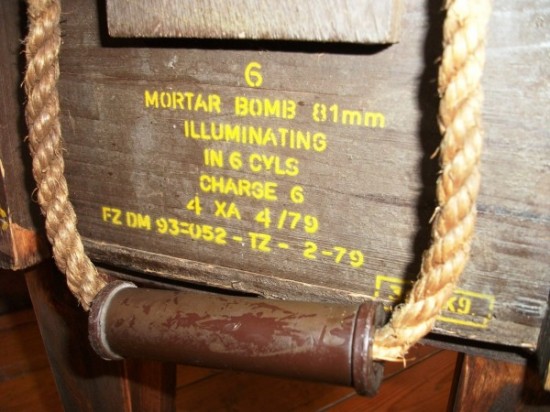 6
MORTAR BOMB 81mm
ILLUMINATING
IN 6 CYLS
CHARGE 6
4 XA 4/79
FZ DM 93=052-TZ- 2-79